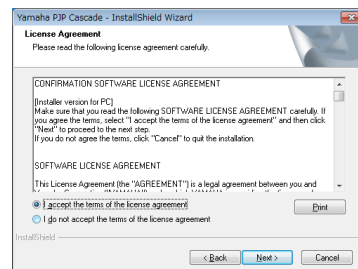 Yamaha PJP Cascade - InstallShield Wizard
License Agreement
Please read the following license agreement carefully.
CONFIRMATION SOFTWARE LICENSE AGREEMENT
[Installer version for PC]
Make sure that you read the following SOFTWARE LICENSE AGREEMENT carefully. If
you agree the terms, select "I accept the terms of the license agreement" and then click
"Next" to proceed to the next step.
If you do not agree the terms, click "Cancel" to quit the installation.
SOFTWARE LICENSE AGREEMENT
This License Agreement (the "AGREEMENT") is a legal agreement between you and
I accept the terms of the license agreement
Print
I do not accept the terms of the license agreement
InstallShield
< Back
Next >
Cancel